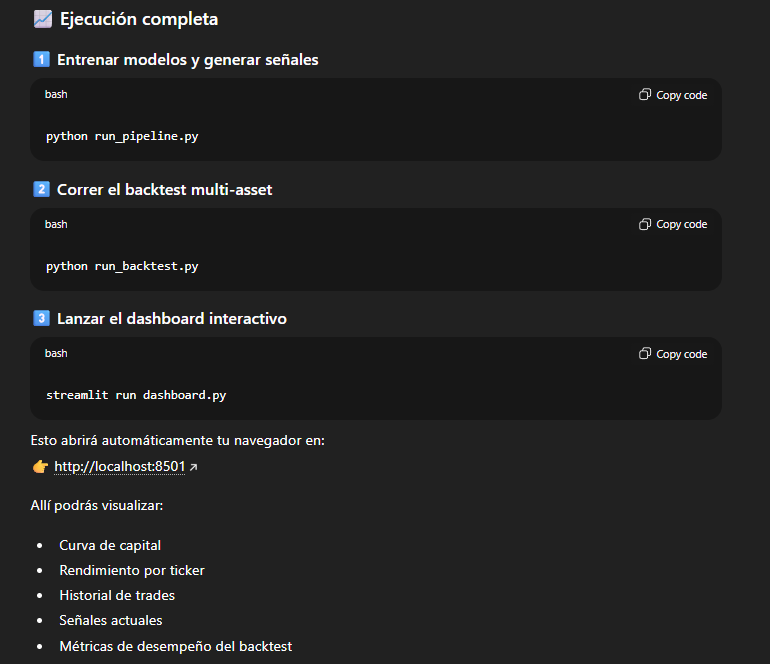 📈 Ejecución completa
1️⃣ Entrenar modelos y generar señales
bash
Copy code
python run_pipeline.py
2️⃣ Correr el backtest multi-asset
bash
Copy code
python run_backtest.py
3️⃣ Lanzar el dashboard interactivo
bash
Copy code
streamlit run dashboard.py
Esto abrirá automáticamente tu navegador en:
👉 http://localhost:8501 ↗
Allí podrás visualizar:
• Curva de capital
• Rendimiento por ticker
• Historial de trades
• Señales actuales
• Métricas de desempeño del backtest